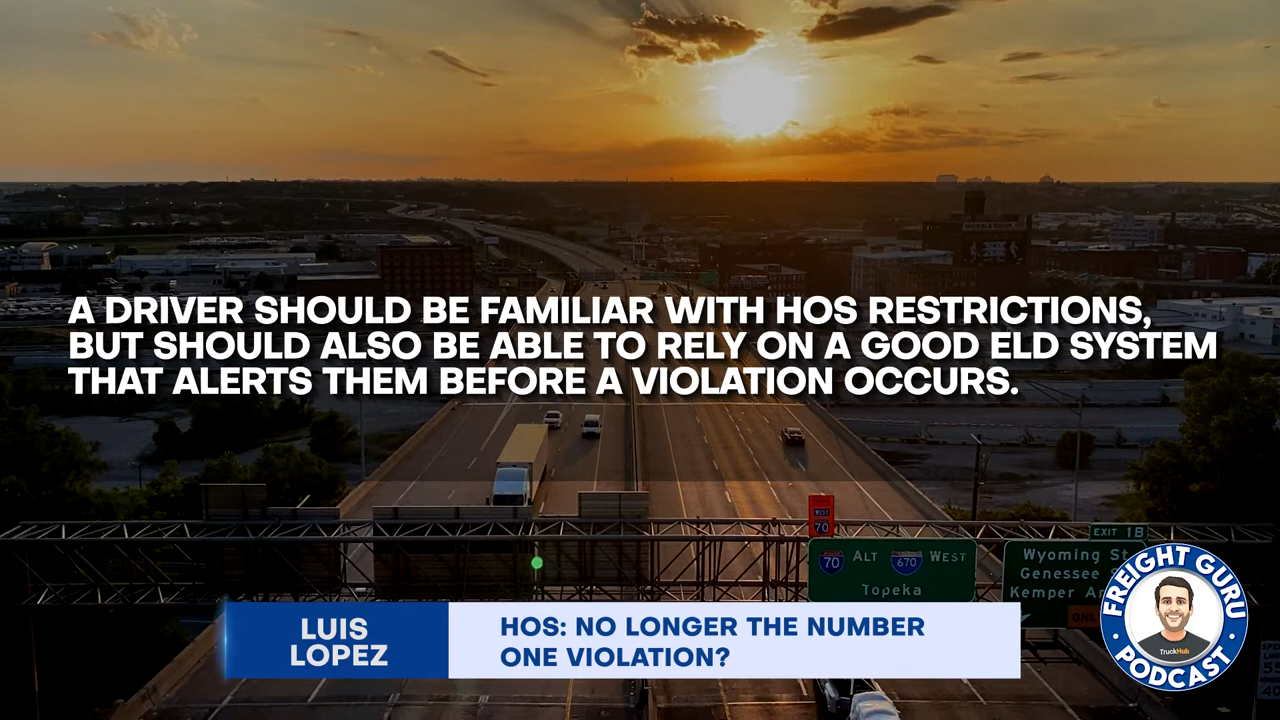 A DRIVER SHOULD BE FAMILIAR WITH HOS RESTRICTIONS,
BUT SHOULD ALSO BE ABLE TO RELY ON A GOOD ELD SYSTEM
THAT ALERTS THEM BEFORE A VIOLATION OCCURS.
WEST
70
EXIT 1B
70 ALT 670 WEST
Topeka
Wyoming St
Genessee
Kemper
LUIS
LOPEZ
HOS: NO LONGER THE NUMBER
ONE VIOLATION?
FREIGHT GURU
TruckHub
PODCAST